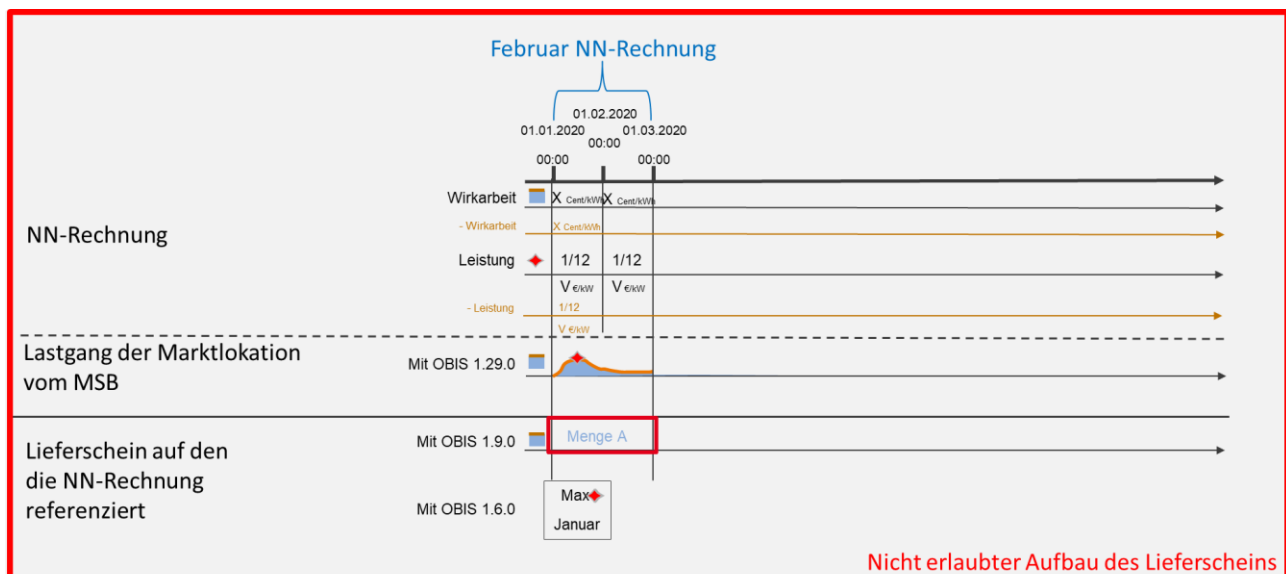 Februar NN-Rechnung
01.02.2020
01.01.2020 01.03.2020
00:00
00:00 00:00
Wirkarbeit X Cent/kWh X Cent/kWh
- Wirkarbeit X Cent/kWh
NN-Rechnung
Leistung 1/12 1/12
V €/kW V €/kW
- Leistung 1/12
V €/kW
Lastgang der Marktlokation
vom MSB
Mit OBIS 1.29.0
Mit OBIS 1.9.0 Menge A
Lieferschein auf den
die NN-Rechnung
referenziert
Mit OBIS 1.6.0
Max
Januar
Nicht erlaubter Aufbau des Lieferscheins